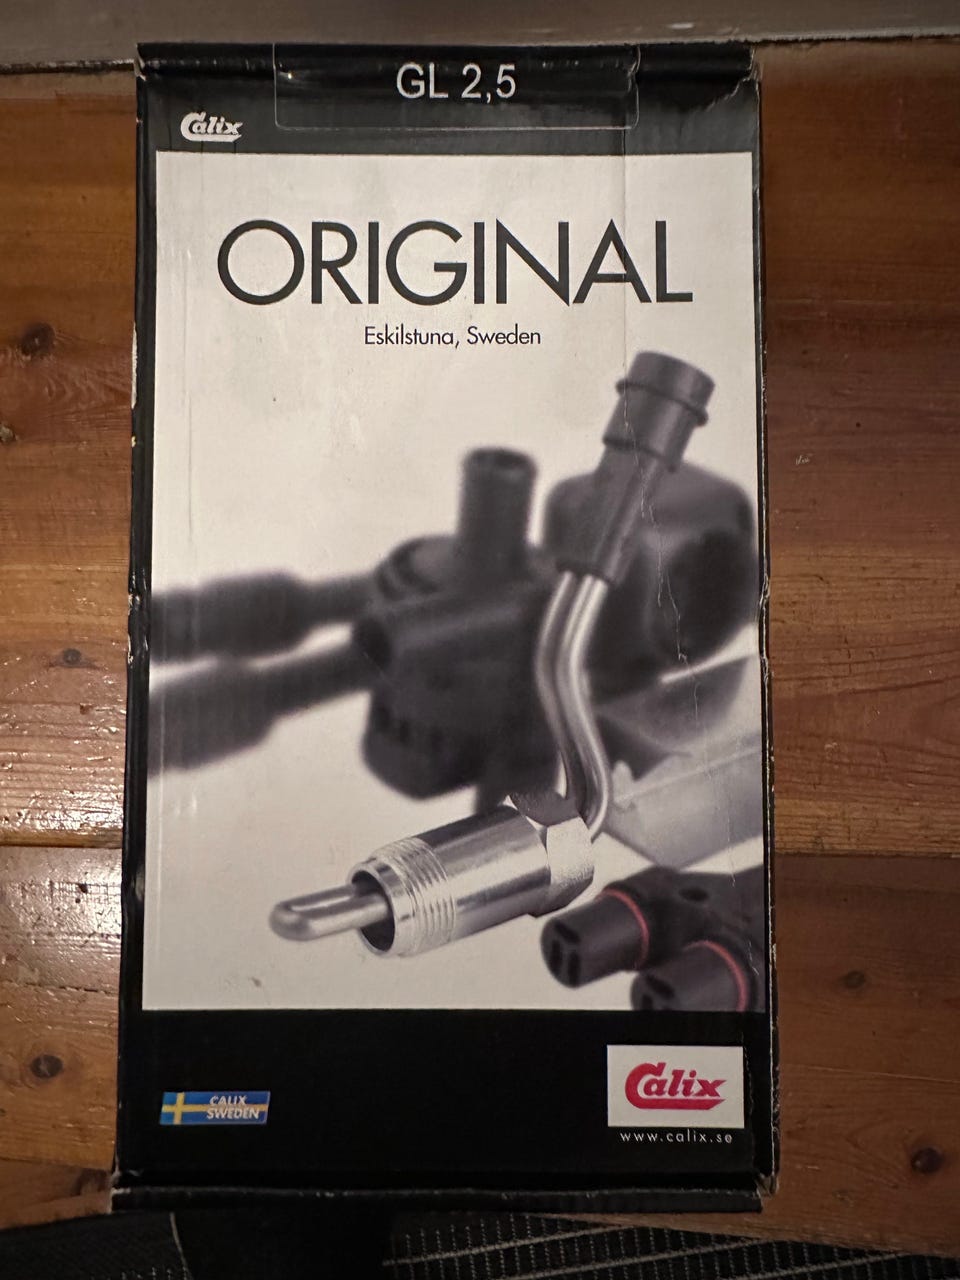 GL 2,5
Calix
ORIGINAL
Eskilstuna, Sweden
CALIX
SWEDEN
Calix
www.calix.se